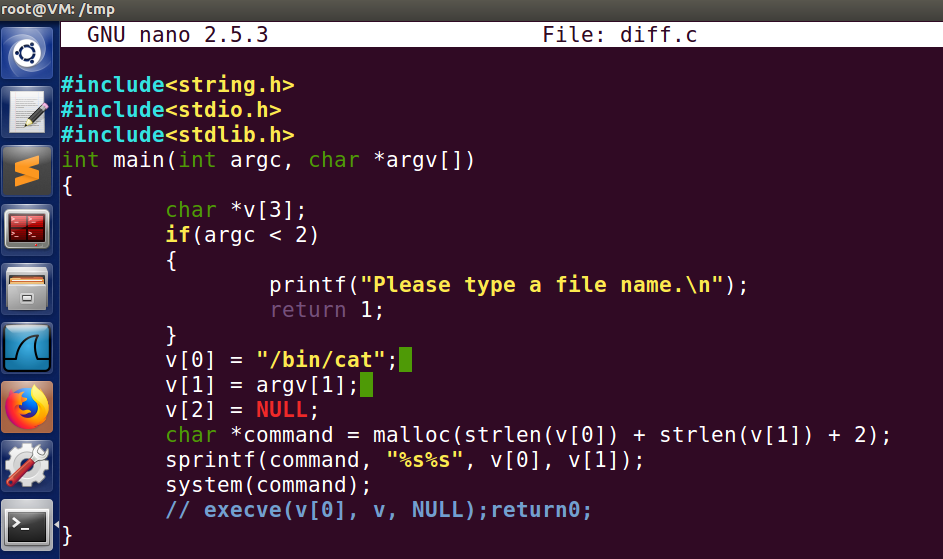 root@VM: /tmp
GNU nano 2.5.3 File: diff.c
#include<string.h>
#include<stdio.h>
#include<stdlib.h>
int main(int argc, char *argv[])
{
char *v[3];
if(argc < 2)
{
printf("Please type a file name.\n");
return 1;
}
v[0] = "/bin/cat";
v[1] = argv[1];
v[2] = NULL;
char *command = malloc(strlen(v[0]) + strlen(v[1]) + 2);
sprintf(command, "%s%s", v[0], v[1]);
system(command);
// execve(v[0], v, NULL);return0;
}